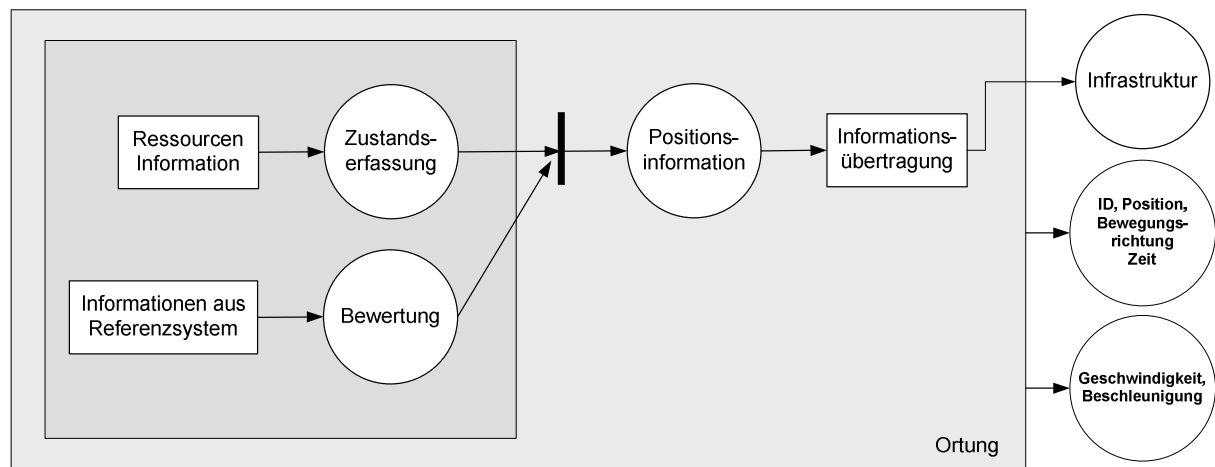 Ressourcen
Information
Zustands-
erfassung
Informationen aus
Referenzsystem
Bewertung
Positions-
information
Informations-
übertragung
Infrastruktur
ID, Position,
Bewegungs-
richtung
Zeit
Geschwindigkeit,
Beschleunigung
Ortung